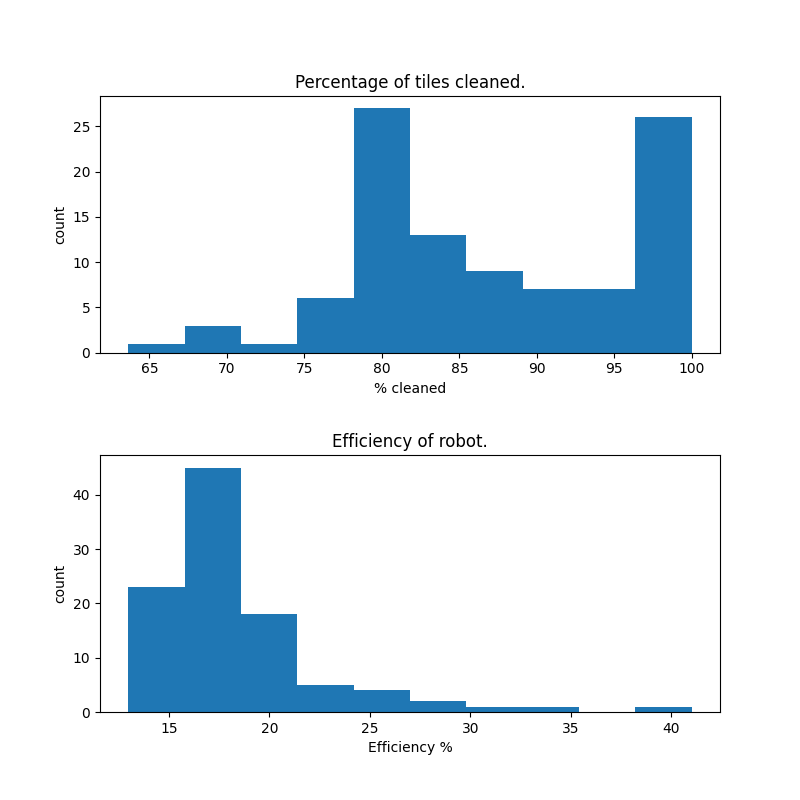 Percentage of tiles cleaned.
25
20
15
10
5
0
count
65 70 75 80 85 90 95 100
% cleaned
Efficiency of robot.
40
30
20
10
0
count
15 20 25 30 35 40
Efficiency %